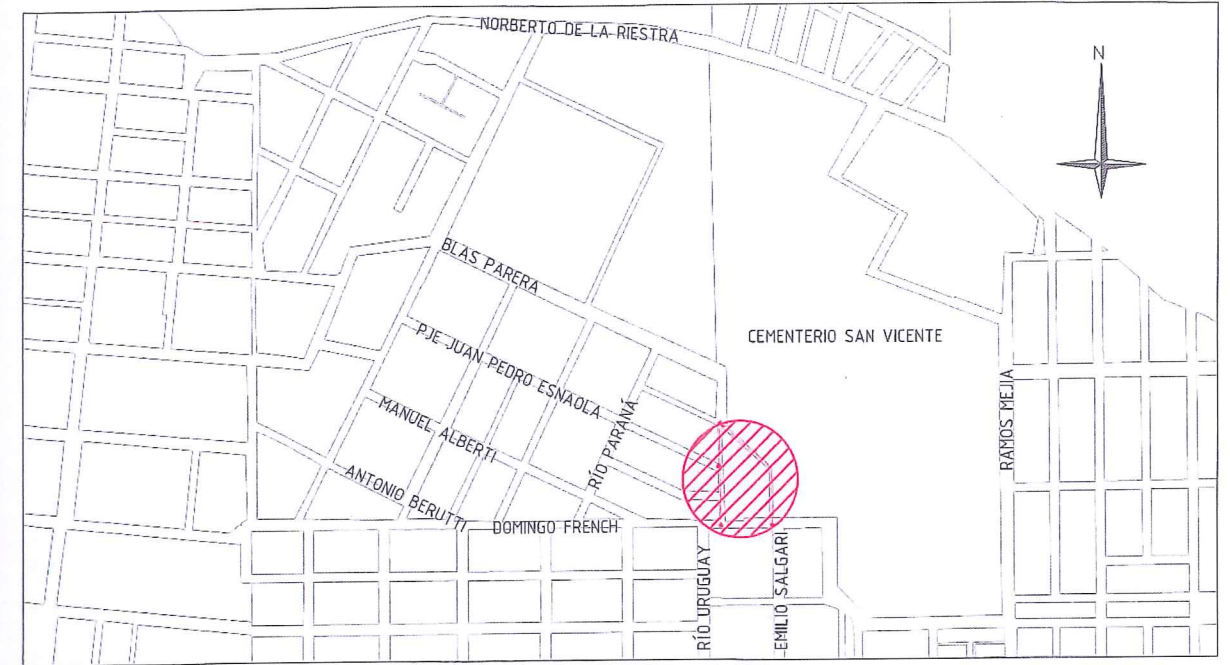 NORBERTO DE LA RIESTRA
N
BLAS PARERA
CEMENTERIO SAN VICENTE
PJE JUAN PEDRO ESNAOLA
RAMOS MEJIA
MANUEL ALBERTI
RÍO PARANÁ
ANTONIO BERUTTI
DOMINGO FRENCH
RÍO URUGUAY
EMILIO SALGARI